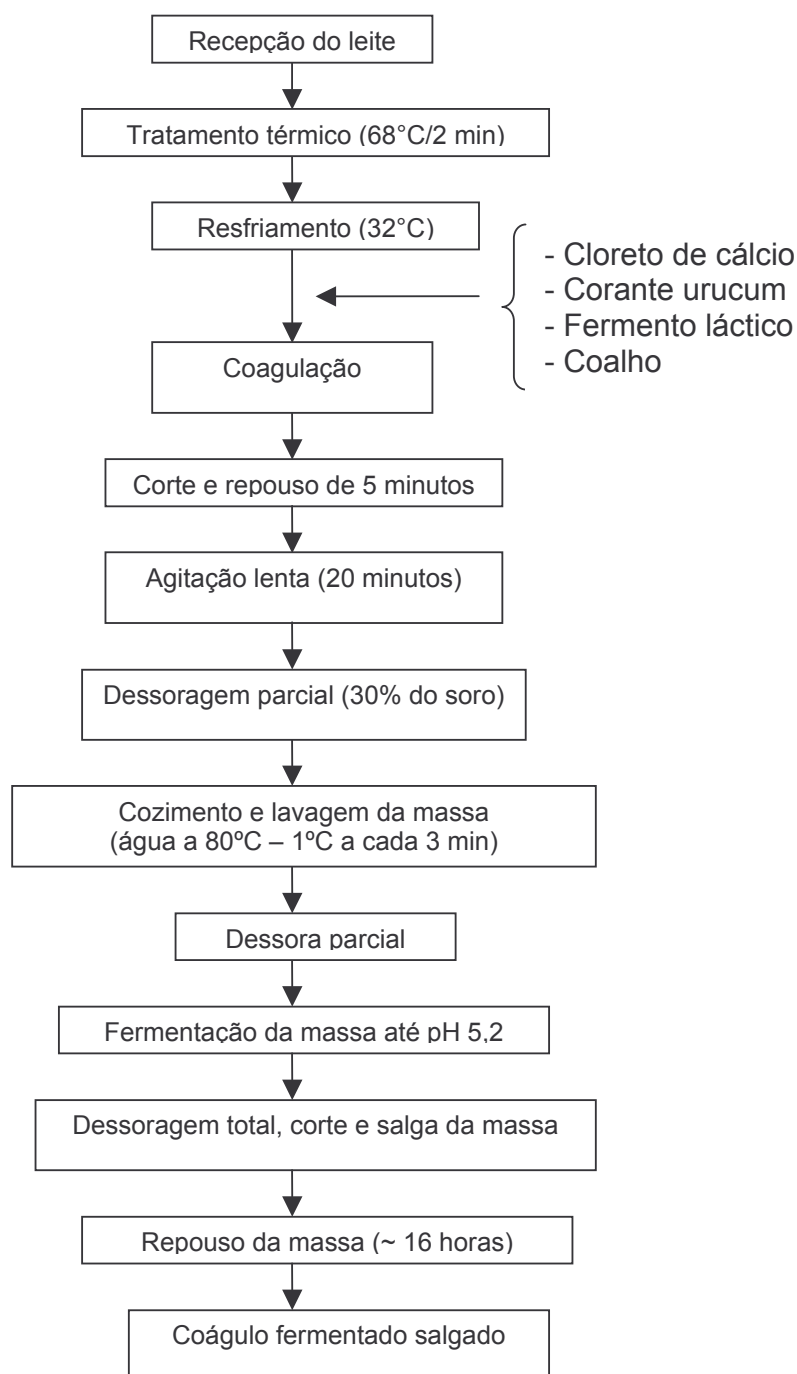 Recepção do leite
Tratamento térmico (68°C/2 min)
Resfriamento (32°C)
- Cloreto de cálcio
- Corante urucum
- Fermento láctico
- Coalho
Coagulação
Corte e repouso de 5 minutos
Agitação lenta (20 minutos)
Dessoragem parcial (30% do soro)
Cozimento e lavagem da massa
(água a 80ºC – 1ºC a cada 3 min)
Dessora parcial
Fermentação da massa até pH 5,2
Dessoragem total, corte e salga da massa
Repouso da massa (~ 16 horas)
Coágulo fermentado salgado